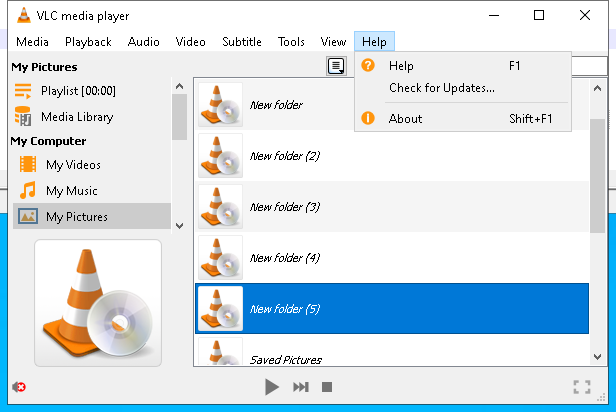 VLC media player
Media Playback Audio Video Subtitle Tools View Help
My Pictures
Playlist [00:00]
Media Library
My Computer
My Videos
My Music
My Pictures
Help F1
Check for Updates...
About Shift+F1
New folder
New folder (2)
New folder (3)
New folder (4)
New folder (5)
Saved Pictures